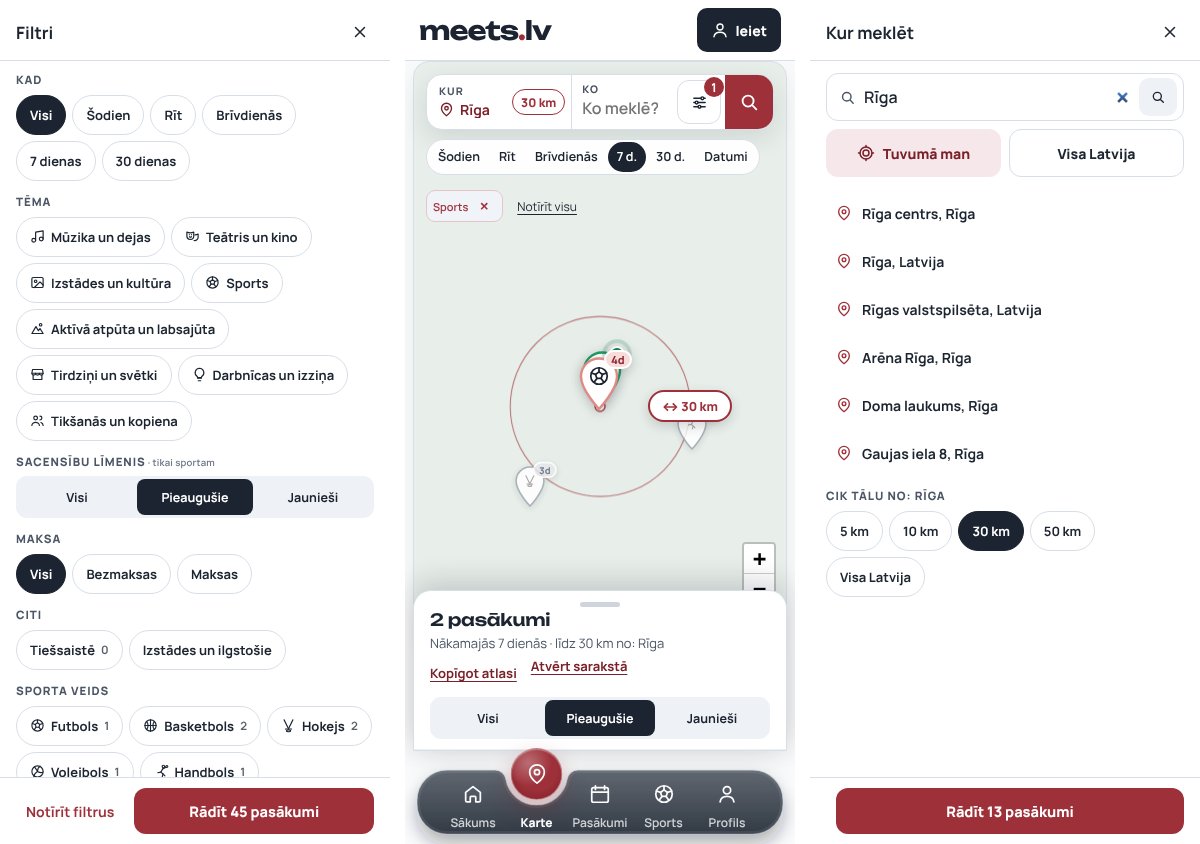 Filtri
KAD
Visi
Šodien
Rīt
Brīvdienās
7 dienas
30 dienas
TĒMA
Mūzika un dejas
Teātris un kino
Izstādes un kultūra
Sports
Aktīvā atpūta un labsajūta
Tirdziņi un svētki
Darbnīcas un izziņa
Tikšanās un kopiena
SACENSĪBU LĪMENIS · tikai sportam
Visi
Pieaugušie
Jaunieši
MAKSA
Visi
Bezmaksas
Maksas
CITI
Tiešsaistē 0
Izstādes un ilgstošie
SPORTA VEIDS
Futbols 1
Basketbols 2
Hokejs 2
Volejbols 1
Handbols 1
Notīrīt filtrus
Rādīt 45 pasākumi
meets.lv
Ieiet
KUR
Rīga
30 km
KO
Ko meklē?
1
Šodien
Rīt
Brīvdienās
7 d.
30 d.
Datumi
Sports
Notīrīt visu
4d
30 km
3d
+
−
2 pasākumi
Nākamajās 7 dienās · līdz 30 km no: Rīga
Kopīgot atlasi
Atvērt sarakstā
Visi
Pieaugušie
Jaunieši
Sākums
Karte
Pasākumi
Sports
Profils
Kur meklēt
Rīga
Tuvumā man
Visa Latvija
Rīga centrs, Rīga
Rīga, Latvija
Rīgas valstspilsēta, Latvija
Arēna Rīga, Rīga
Doma laukums, Rīga
Gaujas iela 8, Rīga
CIK TĀLU NO: RĪGA
5 km
10 km
30 km
50 km
Visa Latvija
Rādīt 13 pasākumi